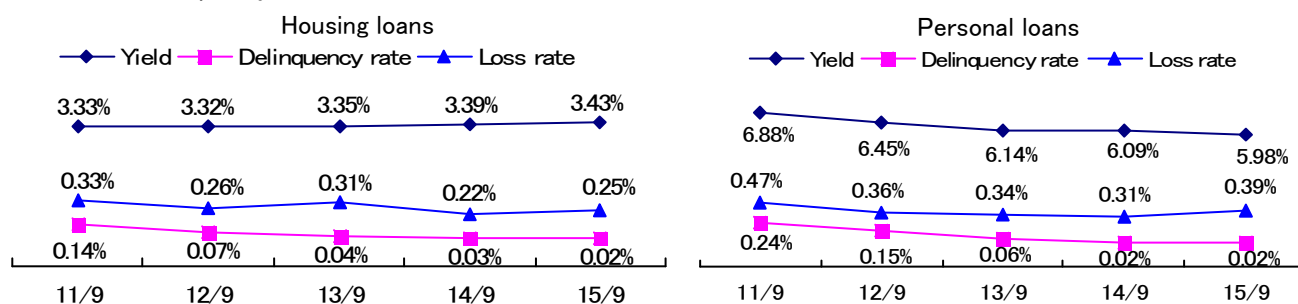 Housing loans
Yield Delinquency rate Loss rate
3.33% 3.32% 3.35% 3.39% 3.43%
0.33% 0.26% 0.31% 0.22% 0.25%
0.14% 0.07% 0.04% 0.03% 0.02%
11/9 12/9 13/9 14/9 15/9
Personal loans
Yield Delinquency rate Loss rate
6.88% 6.45% 6.14% 6.09% 5.98%
0.47% 0.36% 0.34% 0.31% 0.39%
0.24% 0.15% 0.06% 0.02% 0.02%
11/9 12/9 13/9 14/9 15/9